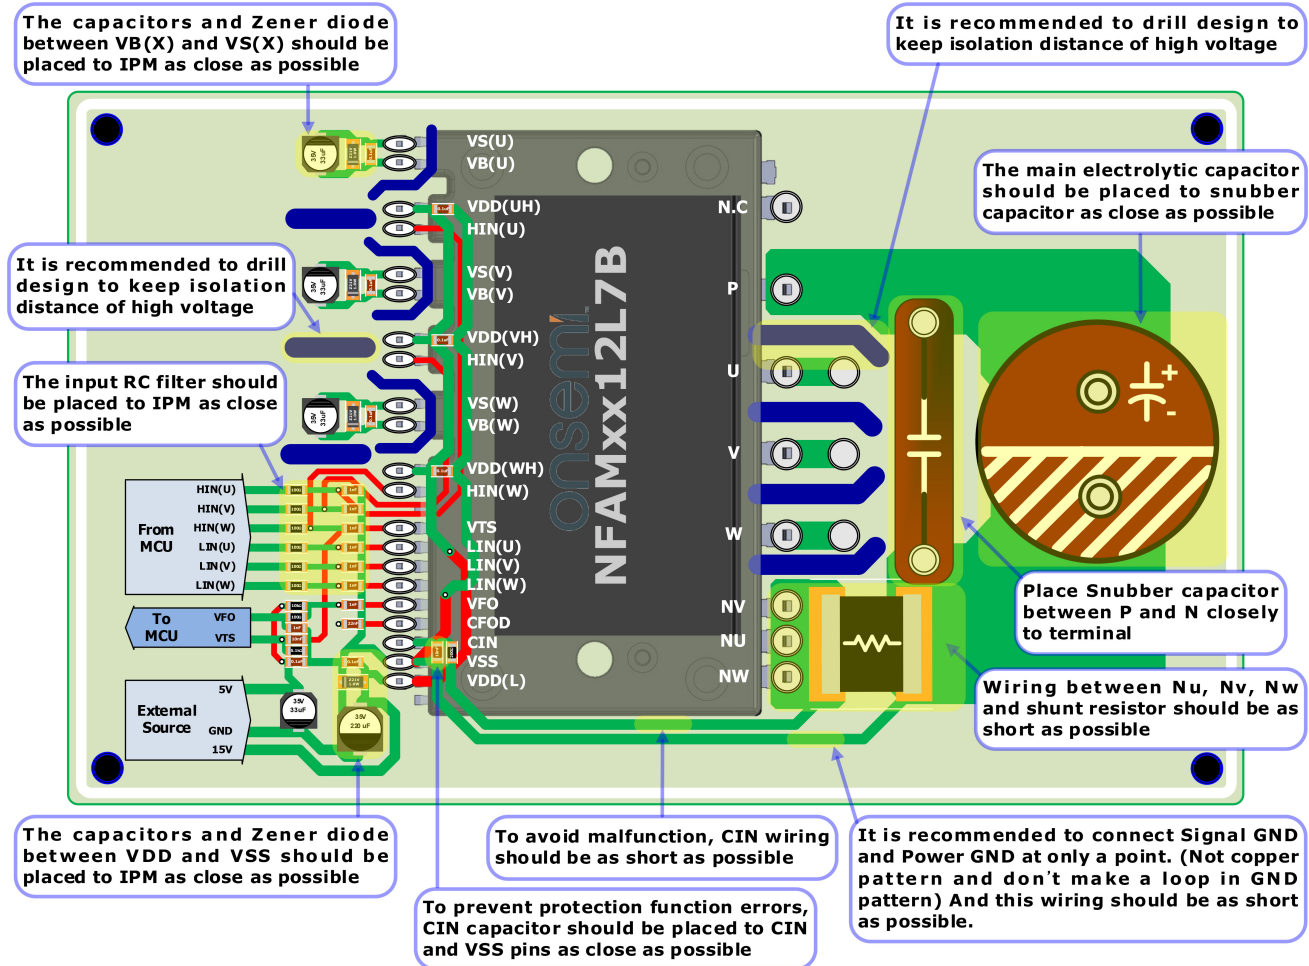 The capacitors and Zener diode
between VB(X) and VS(X) should be
placed to IPM as close as possible
It is recommended to drill design to
keep isolation distance of high voltage
The main electrolytic capacitor
should be placed to snubber
capacitor as close as possible
It is recommended to drill
design to keep isolation
distance of high voltage
The input RC filter should
be placed to IPM as close
as possible
35V
33uF
35V
33uF
35V
33uF
VS(U)
VB(U)
VDD(UH)
HIN(U)
VS(V)
VB(V)
VDD(VH)
HIN(V)
VS(W)
VB(W)
VDD(WH)
HIN(W)
VTS
LIN(U)
LIN(V)
LIN(W)
VFO
CFOD
CIN
VSS
VDD(L)
onsemi
NFAMxx12L7B
N.C
P
U
V
W
NV
NU
NW
+
-
From
MCU
HIN(U)
HIN(V)
HIN(W)
LIN(U)
LIN(V)
LIN(W)
To
MCU
VFO
VTS
External
Source
5V
GND
15V
35V
33uF
35V
220uF
Place Snubber capacitor
between P and N closely
to terminal
Wiring between Nu, Nv, Nw
and shunt resistor should be as
short as possible
The capacitors and Zener diode
between VDD and VSS should be
placed to IPM as close as possible
To avoid malfunction, CIN wiring
should be as short as possible
It is recommended to connect Signal GND
and Power GND at only a point. (Not copper
pattern and don't make a loop in GND
pattern) And this wiring should be as short
as possible.
To prevent protection function errors,
CIN capacitor should be placed to CIN
and VSS pins as close as possible